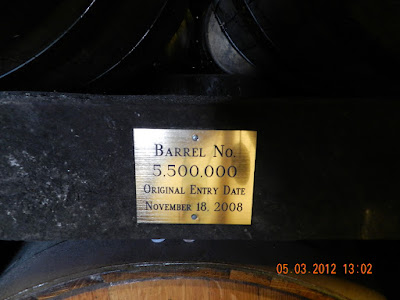 BARREL NO.
5,500,000
ORIGINAL ENTRY DATE
NOVEMBER 18, 2008
05.03.2012 13:02